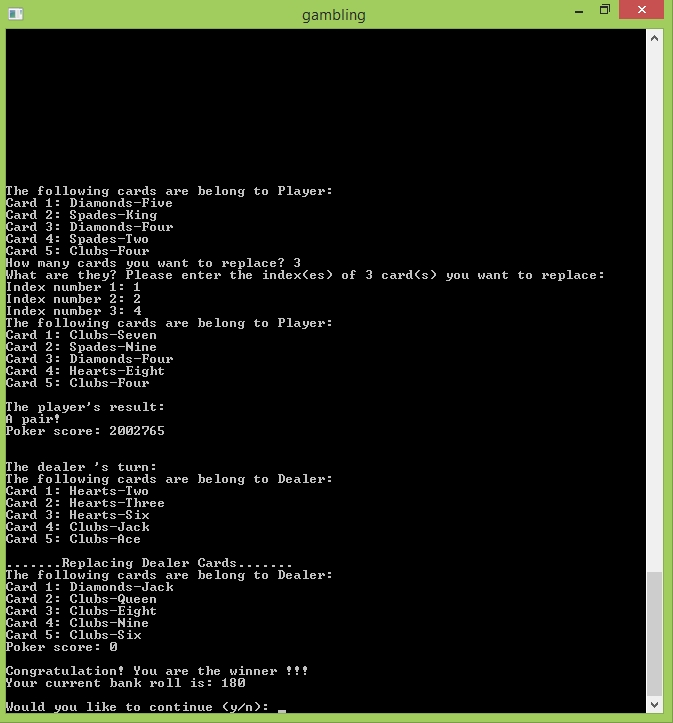 gambling
The following cards are belong to Player:
Card 1: Diamonds-Five
Card 2: Spades-King
Card 3: Diamonds-Four
Card 4: Spades-Two
Card 5: Clubs-Four
How many cards you want to replace? 3
What are they? Please enter the index(es) of 3 card(s) you want to replace:
Index number 1: 1
Index number 2: 2
Index number 3: 4
The following cards are belong to Player:
Card 1: Clubs-Seven
Card 2: Spades-Nine
Card 3: Diamonds-Four
Card 4: Hearts-Eight
Card 5: Clubs-Four
The player's result:
A pair!
Poker score: 2002765
The dealer 's turn:
The following cards are belong to Dealer:
Card 1: Hearts-Two
Card 2: Hearts-Three
Card 3: Hearts-Six
Card 4: Clubs-Jack
Card 5: Clubs-Ace
.......Replacing Dealer Cards.......
The following cards are belong to Dealer:
Card 1: Diamonds-Jack
Card 2: Clubs-Queen
Card 3: Clubs-Eight
Card 4: Clubs-Nine
Card 5: Clubs-Six
Poker score: 0
Congratulation! You are the winner !!!
Your current bank roll is: 180
Would you like to continue (y/n): _